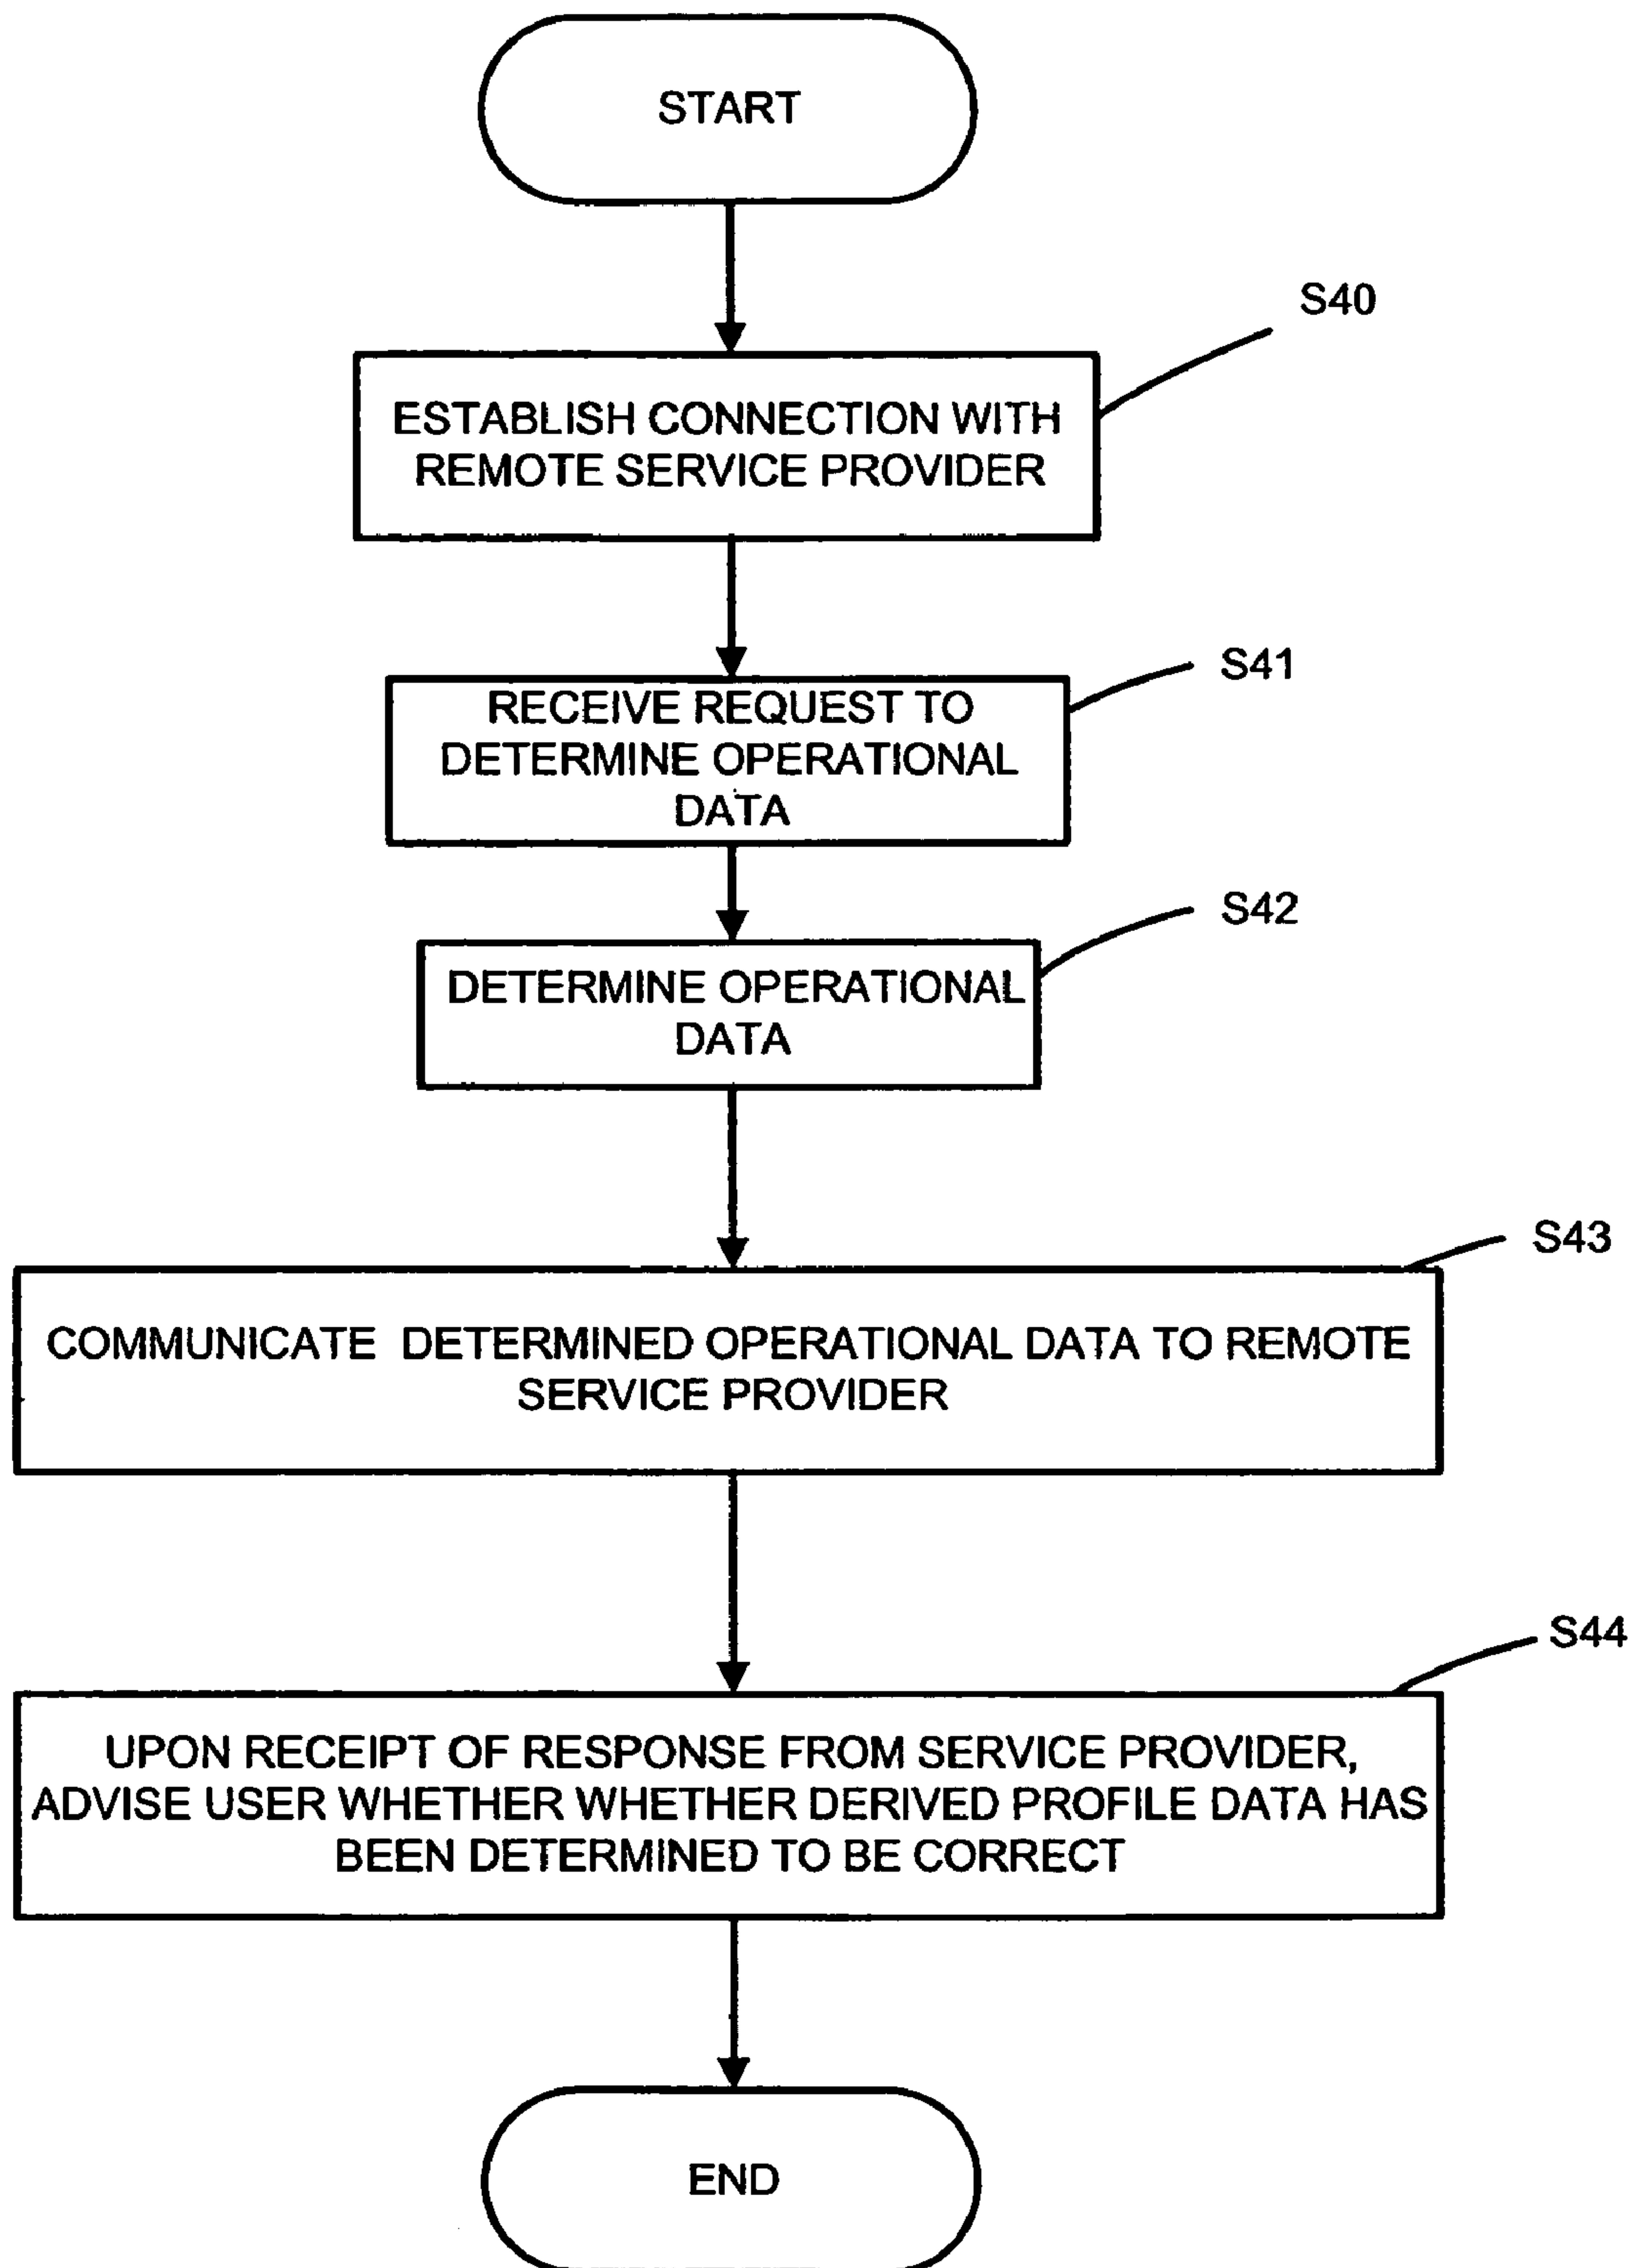 START
S40
ESTABLISH CONNECTION WITH
REMOTE SERVICE PROVIDER
S41
RECEIVE REQUEST TO
DETERMINE OPERATIONAL
DATA
S42
DETERMINE OPERATIONAL
DATA
S43
COMMUNICATE DETERMINED OPERATIONAL DATA TO REMOTE
SERVICE PROVIDER
S44
UPON RECEIPT OF RESPONSE FROM SERVICE PROVIDER,
ADVISE USER WHETHER WHETHER DERIVED PROFILE DATA HAS
BEEN DETERMINED TO BE CORRECT
END